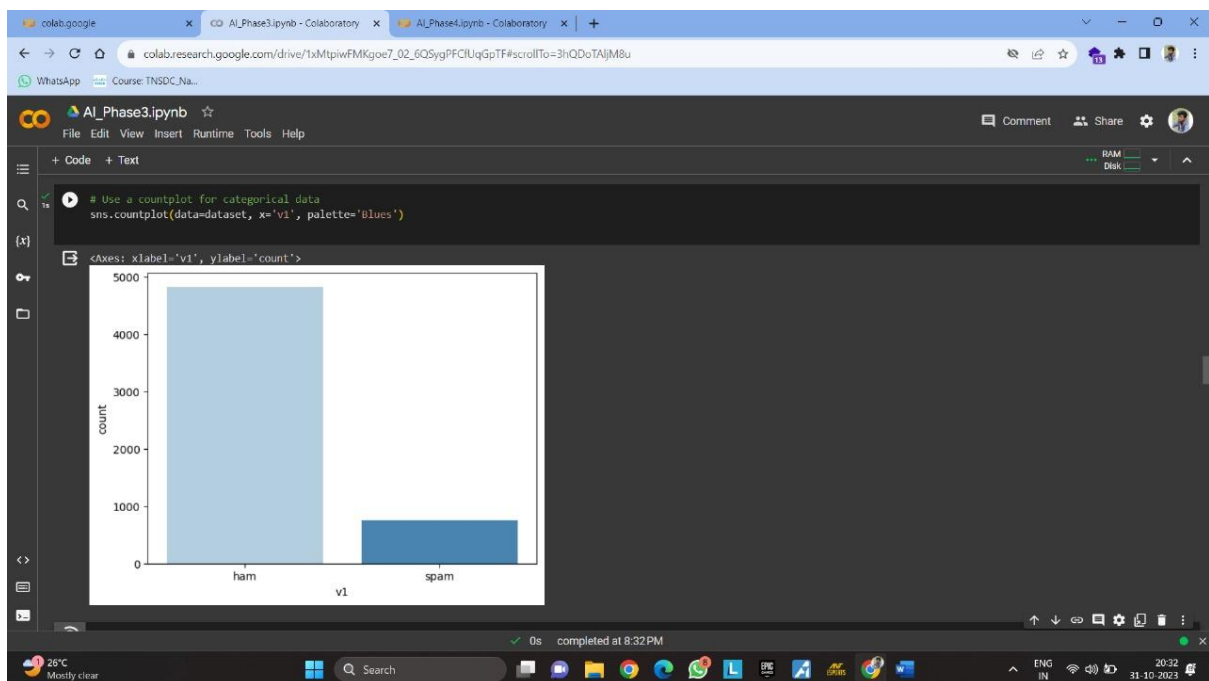 colab.google
AI_Phase3.ipynb - Colaboratory
AI_Phase4.ipynb - Colaboratory
colab.research.google.com/drive/1xMtpiwFMKgoe7_02_6QSygPFCfUqGpTF#scrollTo=3hQDoTAljM8u
13
WhatsApp
Course: TNSDC_Na...
AI_Phase3.ipynb
File Edit View Insert Runtime Tools Help
Comment
Share
+ Code + Text
RAM
Disk
1s
# Use a countplot for categorical data
sns.countplot(data=dataset, x='v1', palette='Blues')
{x}
<Axes: xlabel='v1', ylabel='count'>
5000
4000
3000
2000
1000
0
count
ham
spam
v1
0s completed at 8:32 PM
1
26°C
Mostly clear
Search
L
EPIC
ENG
IN
20:32
31-10-2023